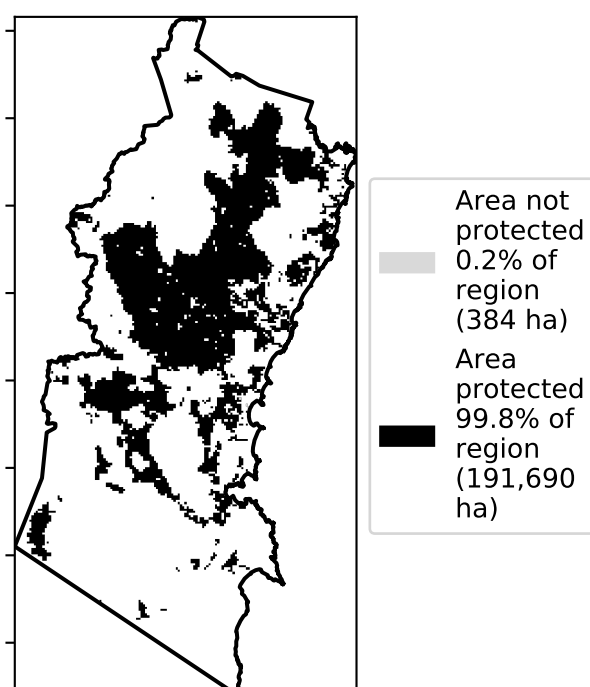 Area not
protected
0.2% of
region
(384 ha)
Area
protected
99.8% of
region
(191,690
ha)